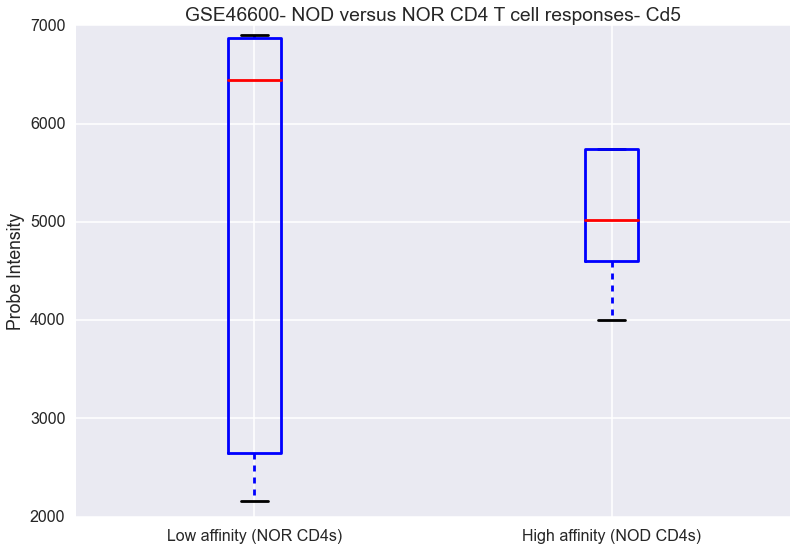 GSE46600- NOD versus NOR CD4 T cell responses- Cd5
7000
6000
5000
4000
3000
2000
Probe Intensity
Low affinity (NOR CD4s)
High affinity (NOD CD4s)